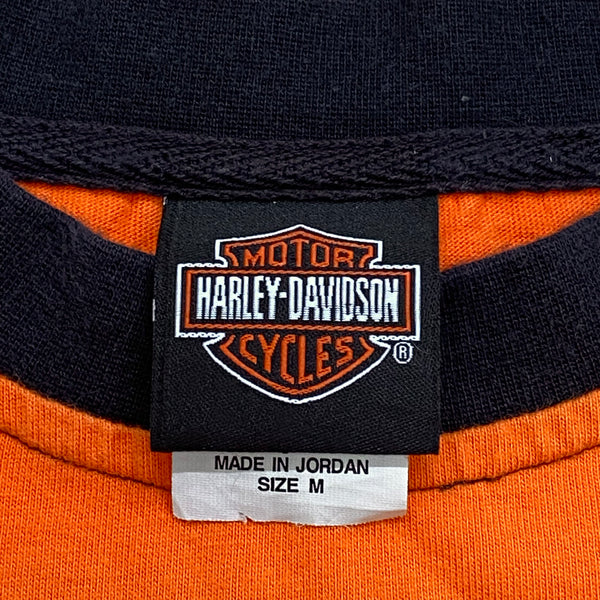 MOTOR
HARLEY-DAVIDSON
CYCLES
®
MADE IN JORDAN
SIZE M